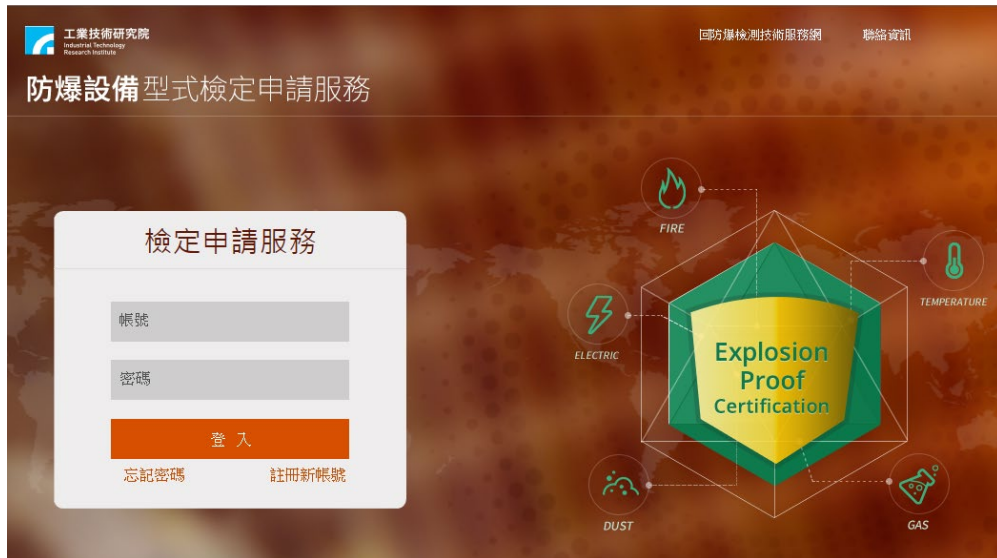 工業技術研究院
Industrial Technology
Research Institute
回防爆檢測技術服務網 聯絡資訊
防爆設備型式檢定申請服務
檢定申請服務
帳號
密碼
登 入
忘記密碼 註冊新帳號
FIRE
TEMPERATURE
ELECTRIC
Explosion
Proof
Certification
DUST
GAS